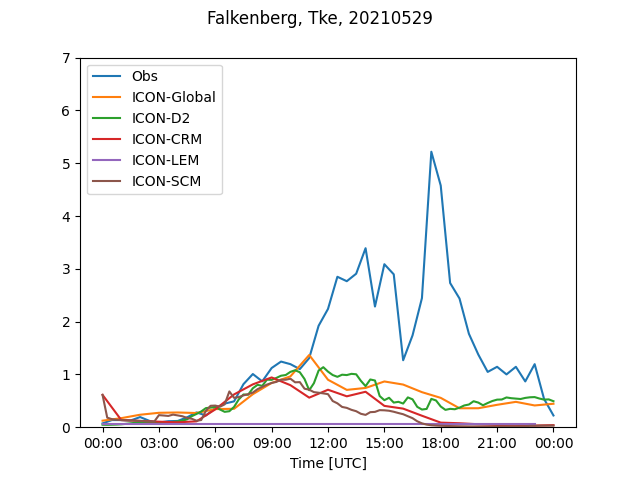 Falkenberg, Tke, 20210529
7
6
5
4
3
2
1
0
Obs
ICON-Global
ICON-D2
ICON-CRM
ICON-LEM
ICON-SCM
00:00 03:00 06:00 09:00 12:00 15:00 18:00 21:00 00:00
Time [UTC]